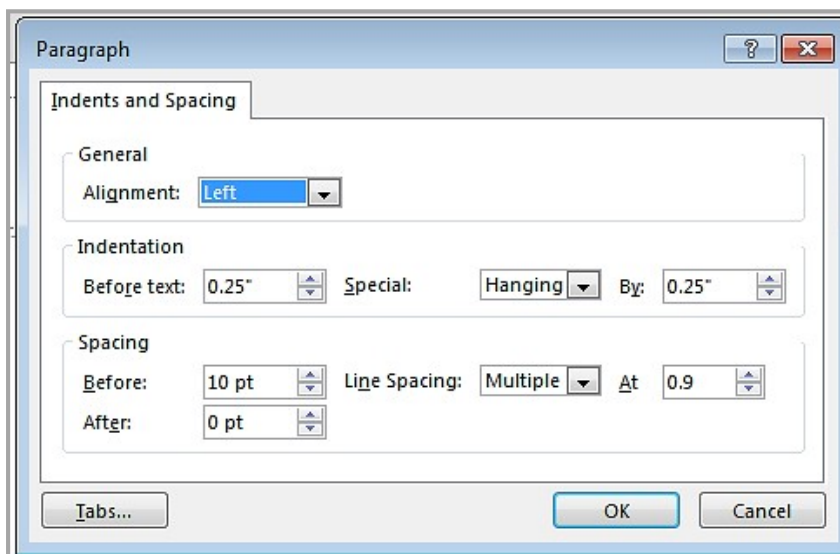 Paragraph
Indents and Spacing
General
Alignment: Left
Indentation
Before text: 0.25" Special: Hanging By: 0.25"
Spacing
Before: 10 pt Line Spacing: Multiple At 0.9
After: 0 pt
Tabs... OK Cancel